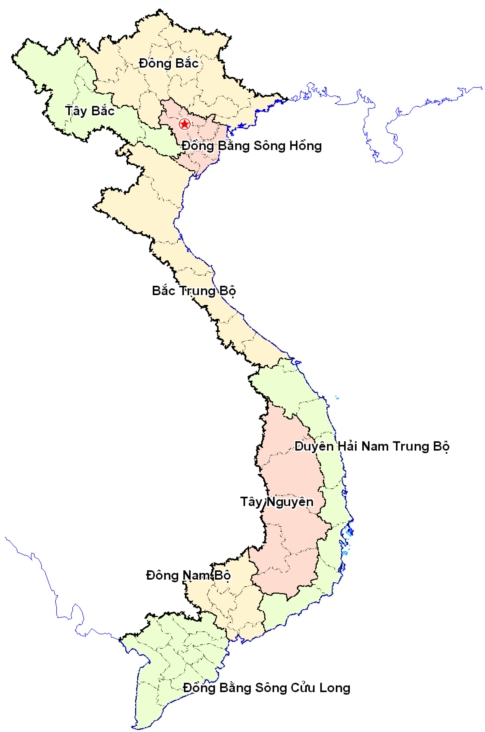 Đông Bắc
Tây Bắc
Đồng Bằng Sông Hồng
Bắc Trung Bộ
Duyên Hải Nam Trung Bộ
Tây Nguyên
Đông Nam Bộ
Đồng Bằng Sông Cửu Long